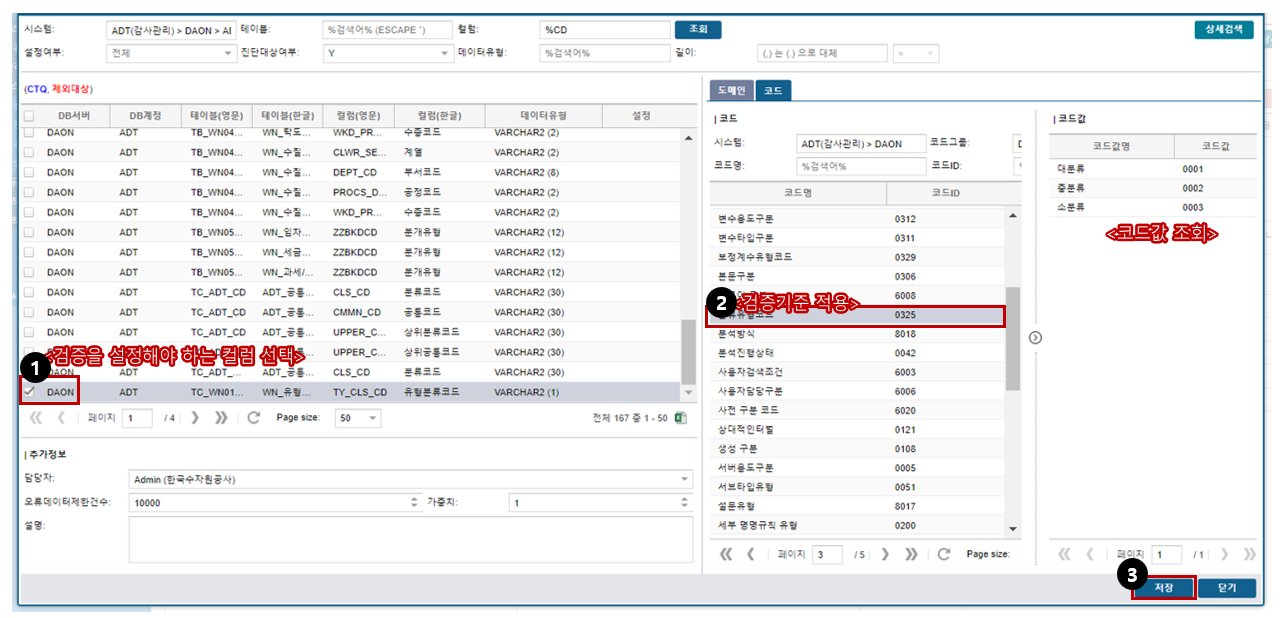 시스템: ADT(감사관리) > DAON > AI 테이블: %검색어% (ESCAPE ') 컬럼: %CD 조회 상세검색
설정여부: 전체 진단대상여부: Y 데이터유형: %검색어% 길이: (,) 는 (.) 으로 대체 =
(CTQ, 제외대상)
DB서버 DB계정 테이블(영문) 테이블(한글) 컬럼(영문) 컬럼(한글) 데이터유형 설정
DAON ADT TB_WN04... WN_탁도... WKD_PR... 수종코드 VARCHAR2 (2)
DAON ADT TB_WN04... WN_수질... CLWR_SE... 계열 VARCHAR2 (2)
DAON ADT TB_WN04... WN_수질... DEPT_CD 부서코드 VARCHAR2 (8)
DAON ADT TB_WN04... WN_수질... PROCS_D... 공정코드 VARCHAR2 (2)
DAON ADT TB_WN04... WN_수질... WKD_PR... 수종코드 VARCHAR2 (2)
DAON ADT TB_WN05... WN_임차... ZZBKDCD 분개유형 VARCHAR2 (12)
DAON ADT TB_WN05... WN_세금... ZZBKDCD 분개유형 VARCHAR2 (12)
DAON ADT TB_WN05... WN_과세/... ZZBKDCD 분개유형 VARCHAR2 (12)
DAON ADT TC_ADT_CD ADT_공통... CLS_CD 분류코드 VARCHAR2 (30)
DAON ADT TC_ADT_CD ADT_공통... CMMN_CD 공통코드 VARCHAR2 (30)
DAON ADT TC_ADT_CD ADT_공통... UPPER_C... 상위분류코드 VARCHAR2 (30)
UPPER_C... 상위공통코드 VARCHAR2 (30)
<검증을 설정해야 하는 컬럼 선택>
1
DAON ADT TC_ADT_... ADT_공통... CLS_CD 분류코드 VARCHAR2 (30)
DAON ADT TC_WN01... WN_유형... TY_CLS_CD 유형분류코드 VARCHAR2 (1)
페이지 1 / 4 Page size: 50 전체 167 중 1 - 50
추가정보
담당자: Admin (한국수자원공사)
오류데이터제한건수: 10000 가중치: 1
설명:
도메인 코드
코드
시스템: ADT(감사관리) > DAON 코드그룹:
코드명: %검색어% 코드ID:
코드명 코드ID
변수용도구분 0312
변수타입구분 0311
보정계수유형코드 0329
본문구분 0306
6008
2 <검증기준 적용>
0325
분석방식 8018
분석진행상태 0042
사용자검색조건 6003
사용자담당구분 6006
사전 구분 코드 6020
상대적인터벌 0121
생성 구분 0108
서버용도구분 0005
서브타입유형 0051
설문유형 8017
세부 명명규칙 유형 0200
페이지 3 / 5 Page size:
코드값
코드값명 코드값
대분류 0001
중분류 0002
소분류 0003
<코드값 조회>
페이지 1 / 1
3
저장 닫기